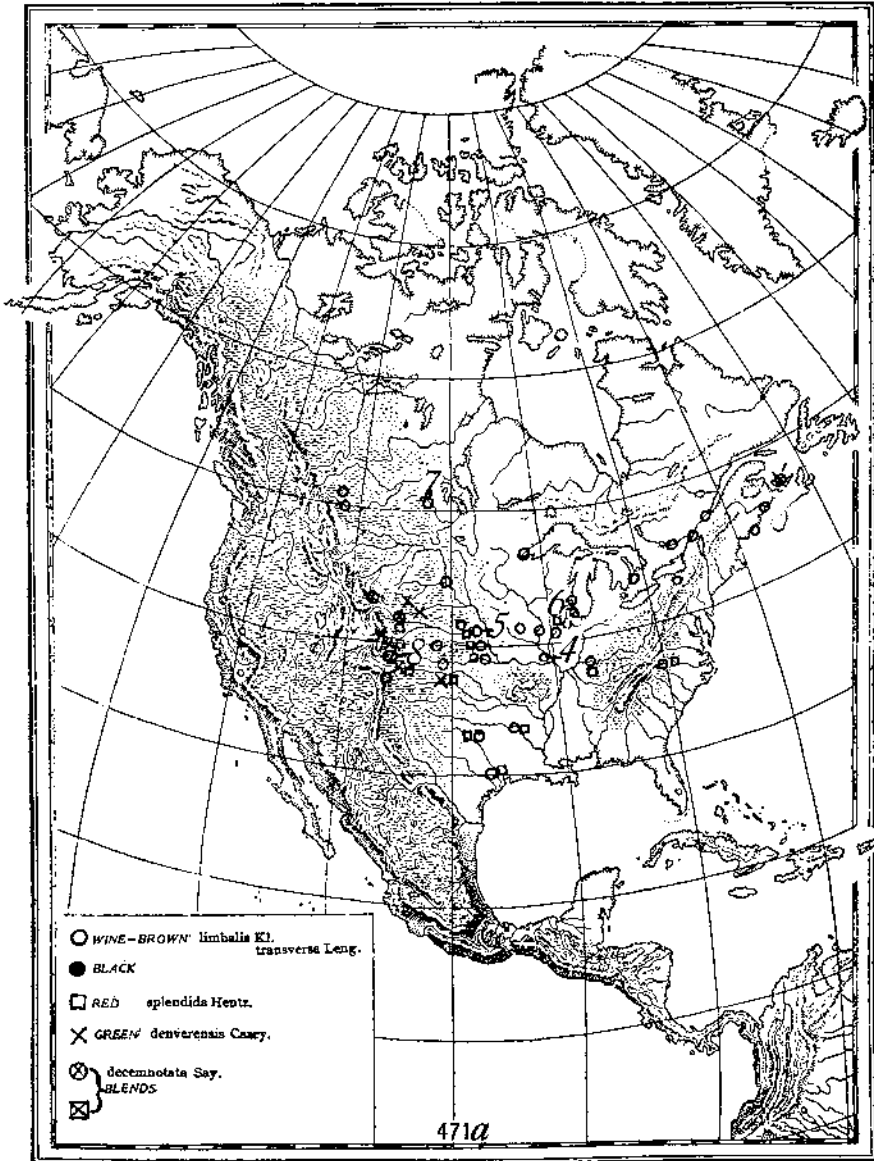 7
6
5
4
8
WINE-BROWN limbalis Kl.
transversa Leng.
BLACK
RED splendida Hentz.
GREEN denverensis Casey.
decemnotata Say.
BLENDS
471a